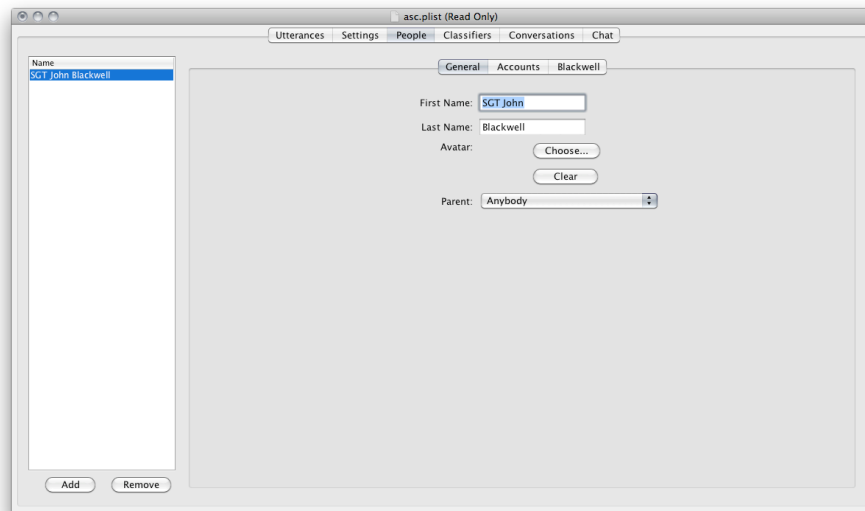 asc.plist (Read Only)
Utterances Settings People Classifiers Conversations Chat
Name
SGT John Blackwell
General Accounts Blackwell
First Name: SGT John
Last Name: Blackwell
Avatar: Choose...
Clear
Parent: Anybody
Add Remove